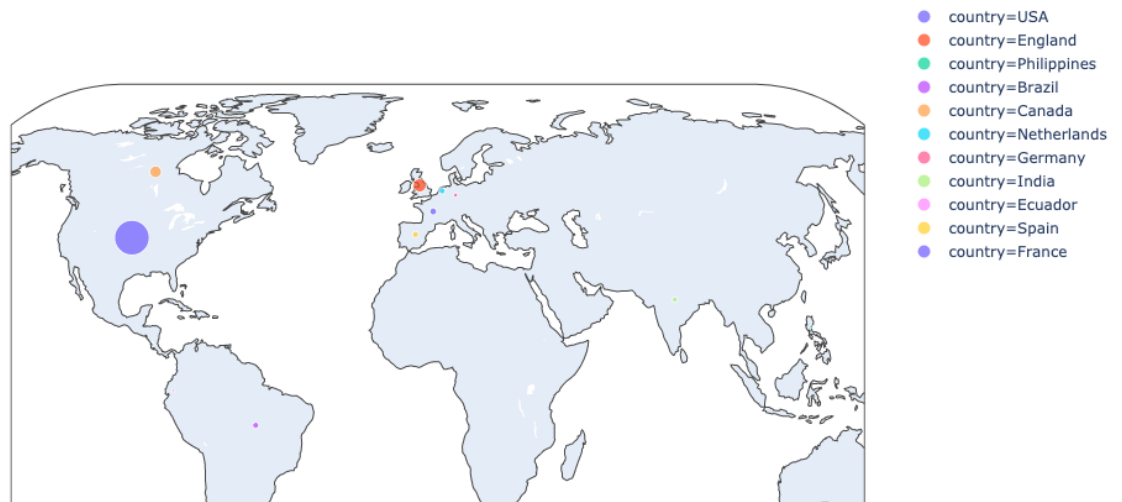 country=USA
country=England
country=Philippines
country=Brazil
country=Canada
country=Netherlands
country=Germany
country=India
country=Ecuador
country=Spain
country=France